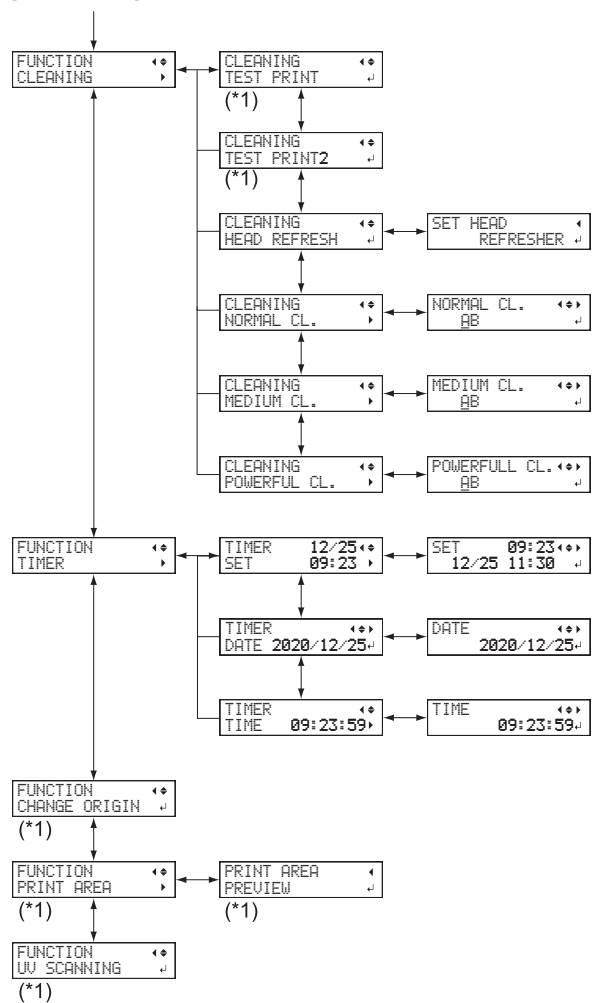 FUNCTION
CLEANING
CLEANING
TEST PRINT
(*1)
CLEANING
TEST PRINT2
(*1)
CLEANING
HEAD REFRESH
SET HEAD
REFRESHER
CLEANING
NORMAL CL.
NORMAL CL.
AB
CLEANING
MEDIUM CL.
MEDIUM CL.
AB
CLEANING
POWERFUL CL.
POWERFULL CL.
AB
FUNCTION
TIMER
TIMER 12/25
SET 09:23
SET 09:23
12/25 11:30
TIMER
DATE 2020/12/25
DATE
2020/12/25
TIMER
TIME 09:23:59
TIME
09:23:59
FUNCTION
CHANGE ORIGIN
(*1)
FUNCTION
PRINT AREA
(*1)
PRINT AREA
PREVIEW
(*1)
FUNCTION
UV SCANNING
(*1)